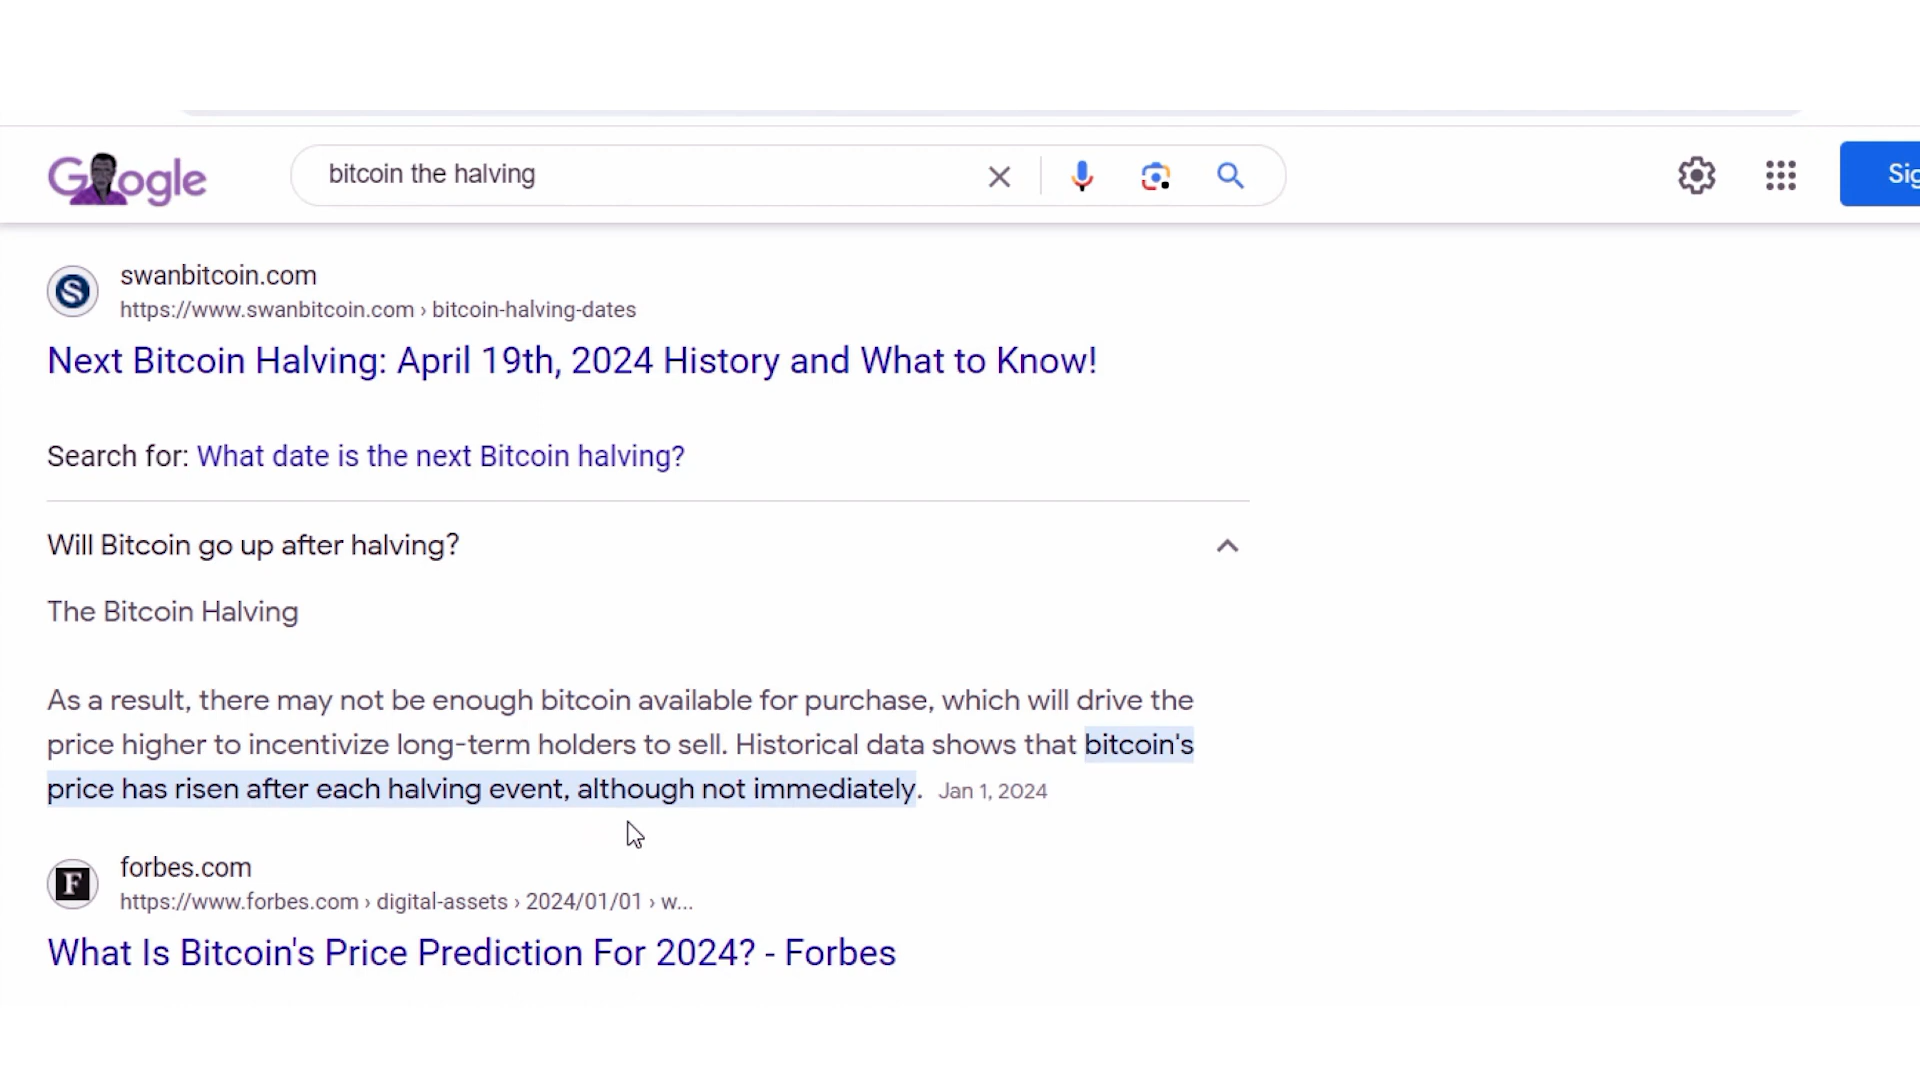 Google
bitcoin the halving
Sig
swanbitcoin.com
https://www.swanbitcoin.com › bitcoin-halving-dates
Next Bitcoin Halving: April 19th, 2024 History and What to Know!
Search for: What date is the next Bitcoin halving?
Will Bitcoin go up after halving?
The Bitcoin Halving
As a result, there may not be enough bitcoin available for purchase, which will drive the
price higher to incentivize long-term holders to sell. Historical data shows that bitcoin's
price has risen after each halving event, although not immediately. Jan 1, 2024
forbes.com
https://www.forbes.com › digital-assets › 2024/01/01 › w...
What Is Bitcoin's Price Prediction For 2024? - Forbes